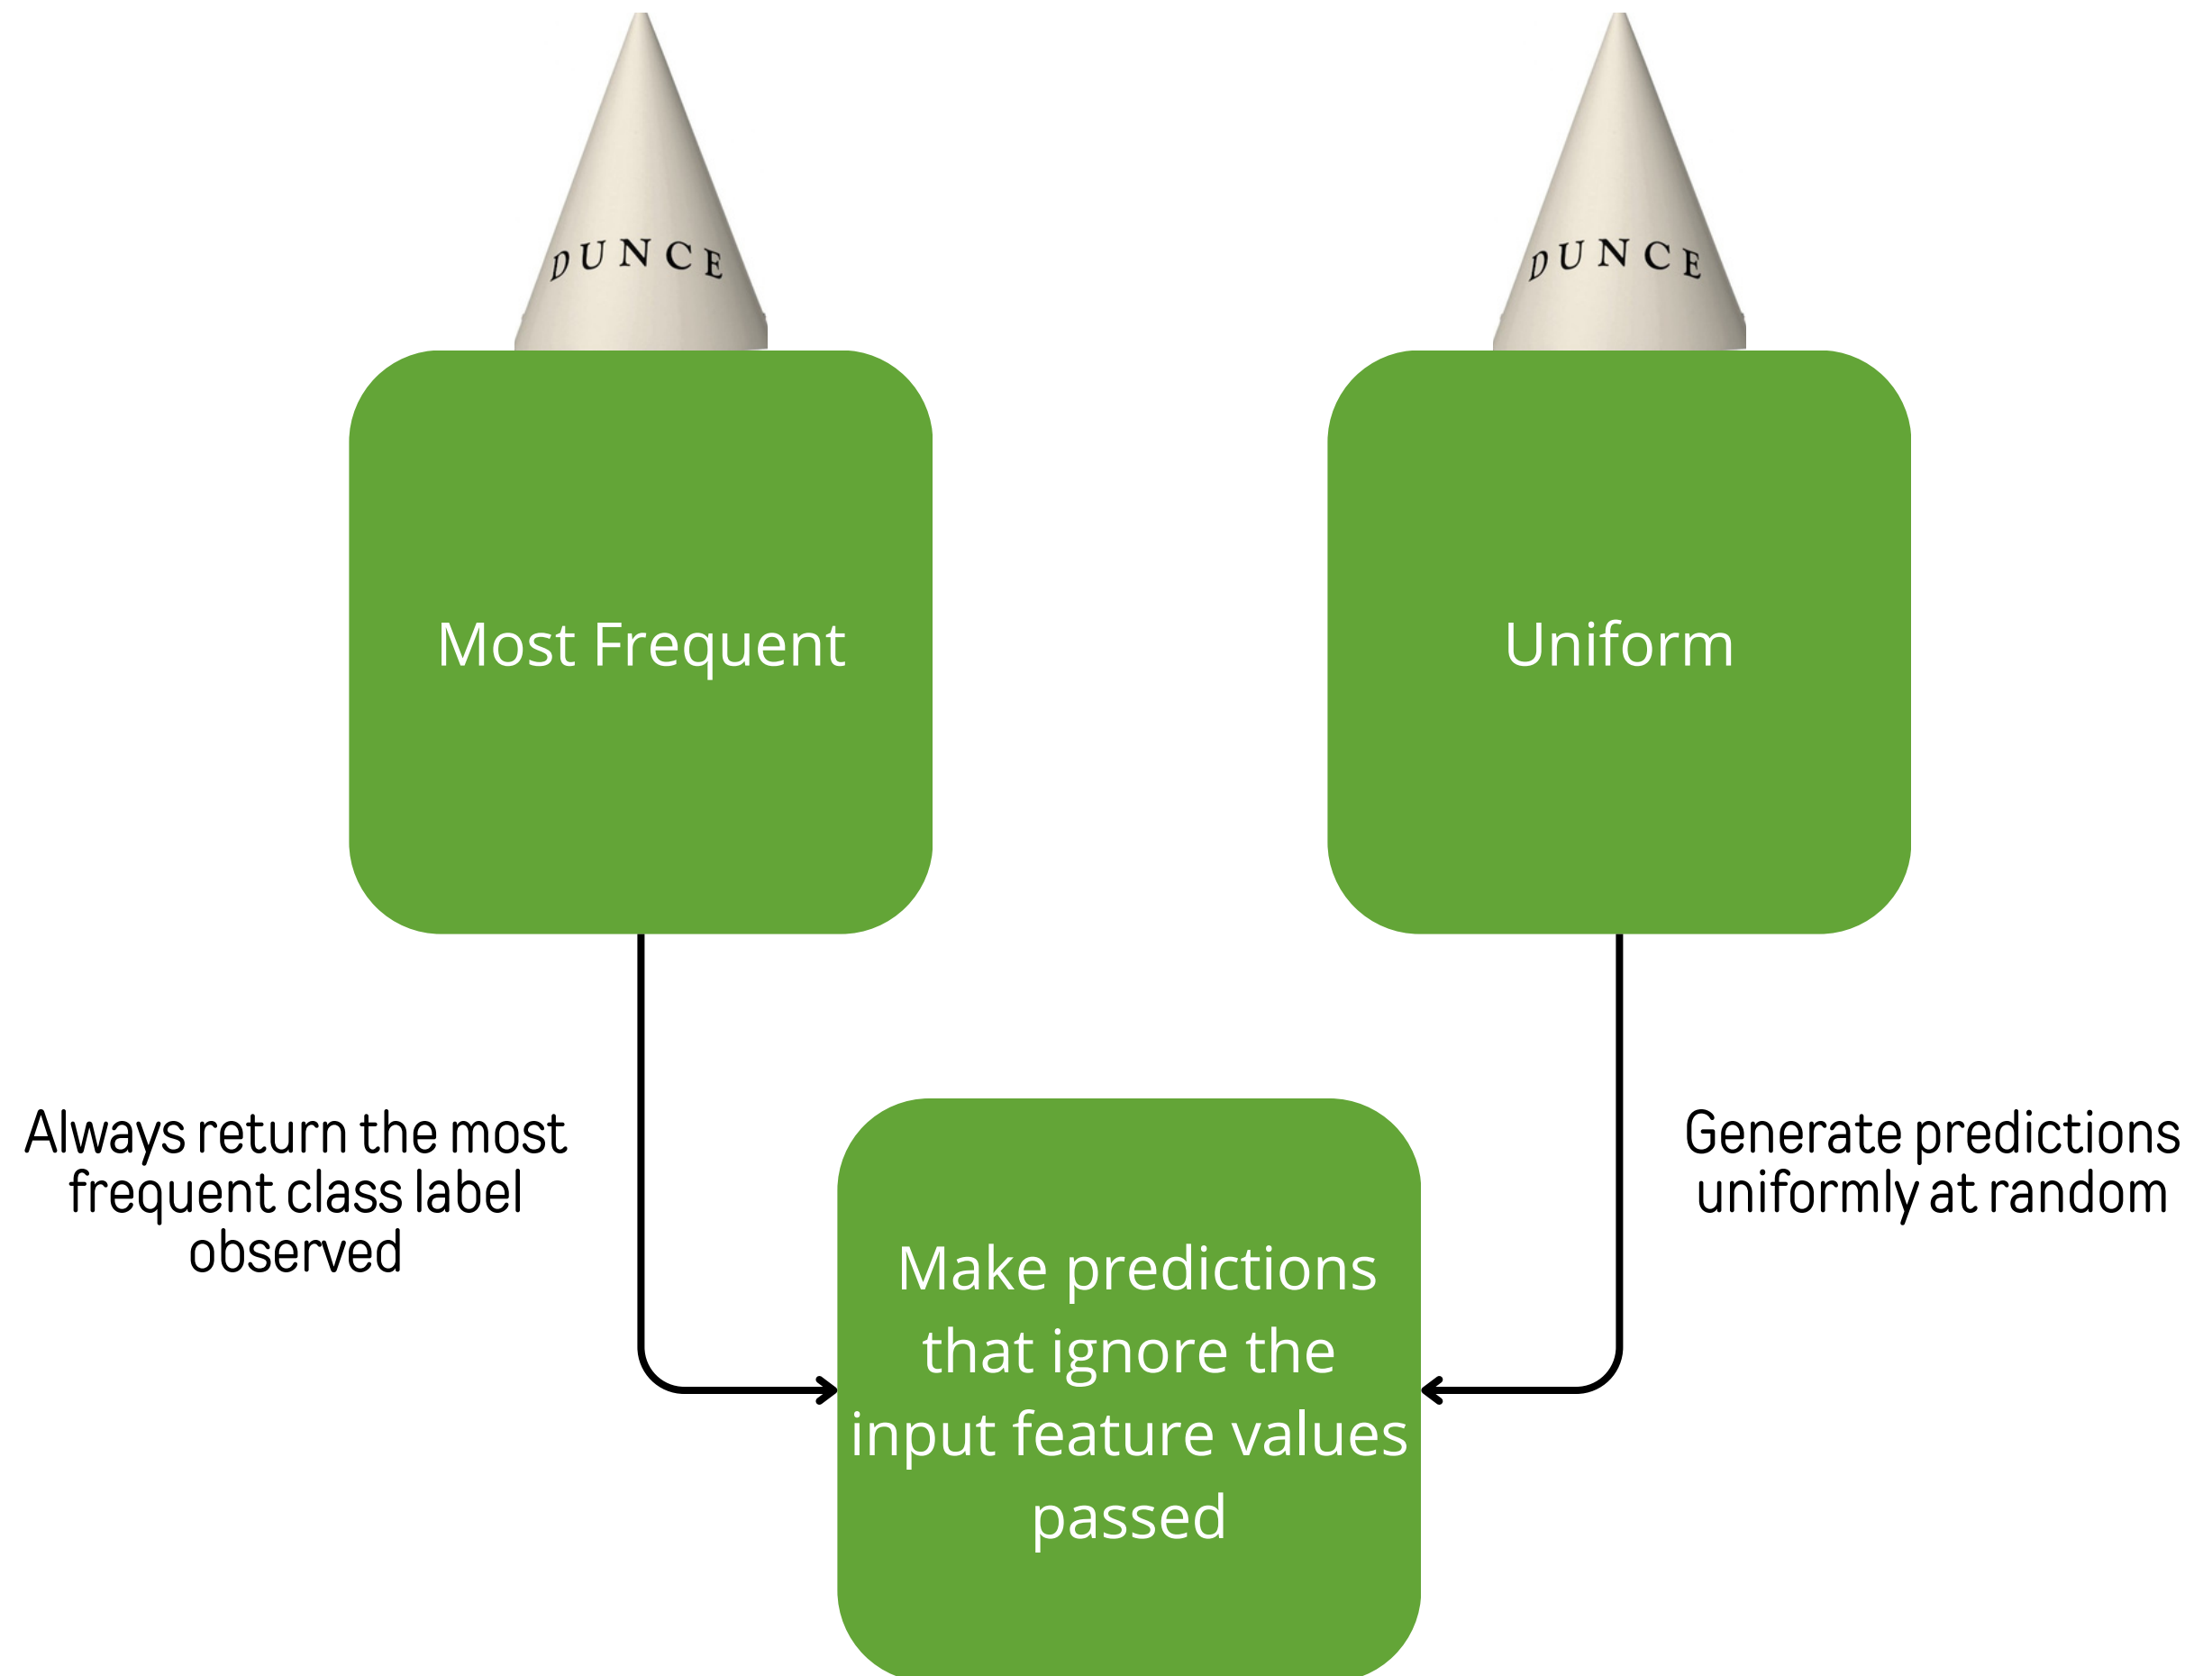 DUNCE
DUNCE
Most Frequent
Uniform
Always return the most
frequent class label
observed
Generate predictions
uniformly at random
Make predictions
that ignore the
input feature values
passed